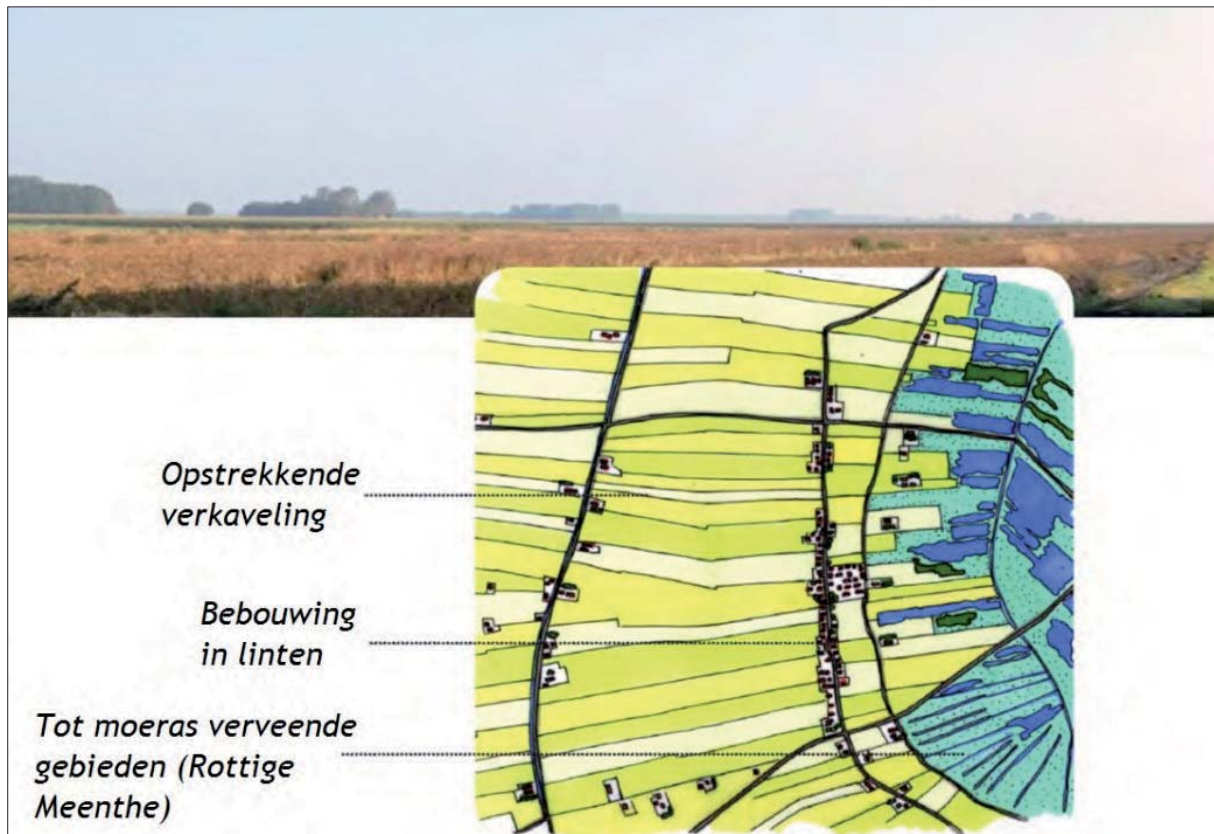 Opstrekkende
verkaveling
Bebouwing
in linten
Tot moeras verveende
gebieden (Rottige
Meenthe)